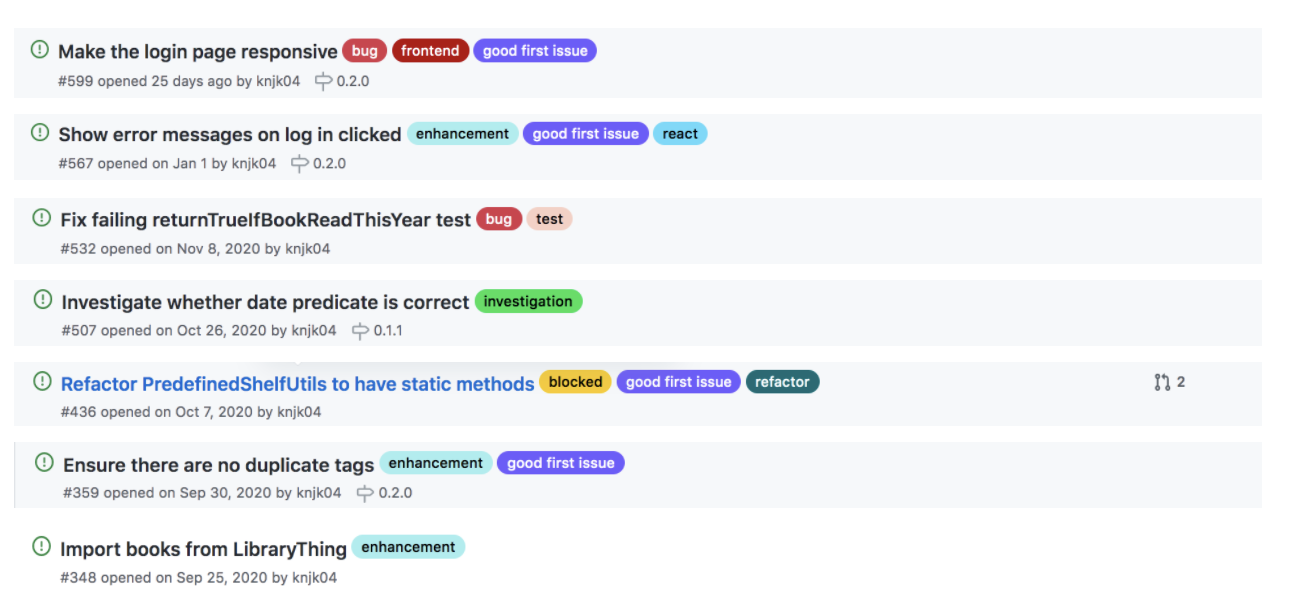 Make the login page responsive bug frontend good first issue
#599 opened 25 days ago by knjk04 0.2.0
Show error messages on log in clicked enhancement good first issue react
#567 opened on Jan 1 by knjk04 0.2.0
Fix failing returnTrueIfBookReadThisYear test bug test
#532 opened on Nov 8, 2020 by knjk04
Investigate whether date predicate is correct investigation
#507 opened on Oct 26, 2020 by knjk04 0.1.1
Refactor PredefinedShelfUtils to have static methods blocked good first issue refactor 2
#436 opened on Oct 7, 2020 by knjk04
Ensure there are no duplicate tags enhancement good first issue
#359 opened on Sep 30, 2020 by knjk04 0.2.0
Import books from LibraryThing enhancement
#348 opened on Sep 25, 2020 by knjk04